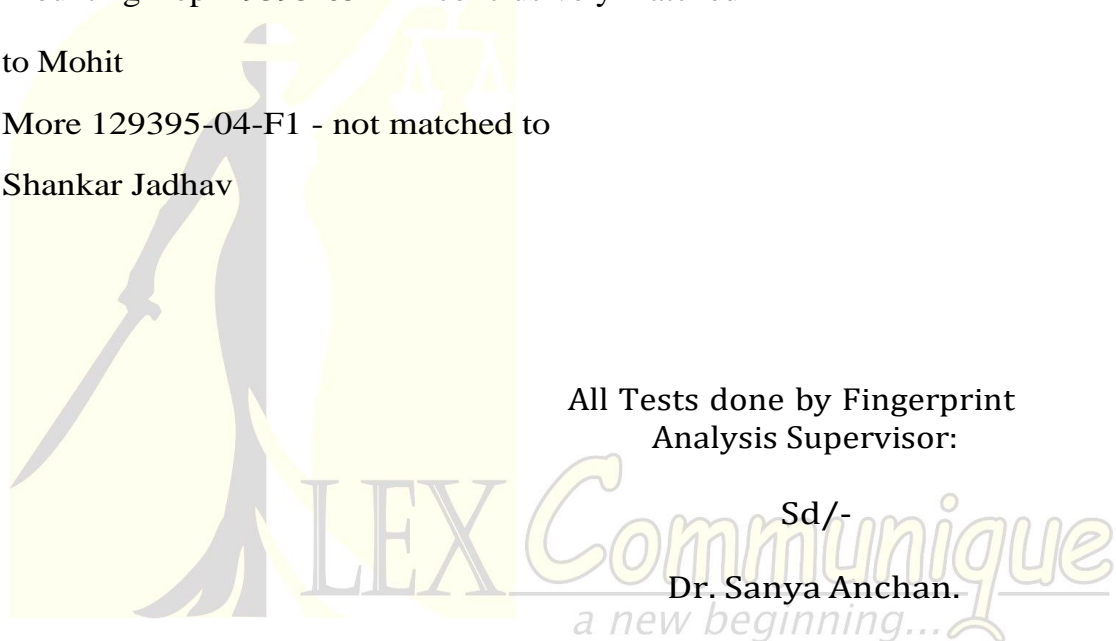 to Mohit
More 129395-04-F1 - not matched to
Shankar Jadhav
All Tests done by Fingerprint
Analysis Supervisor:
Sd/-
Dr. Sanya Anchan.
LEX Communique
a new beginning...